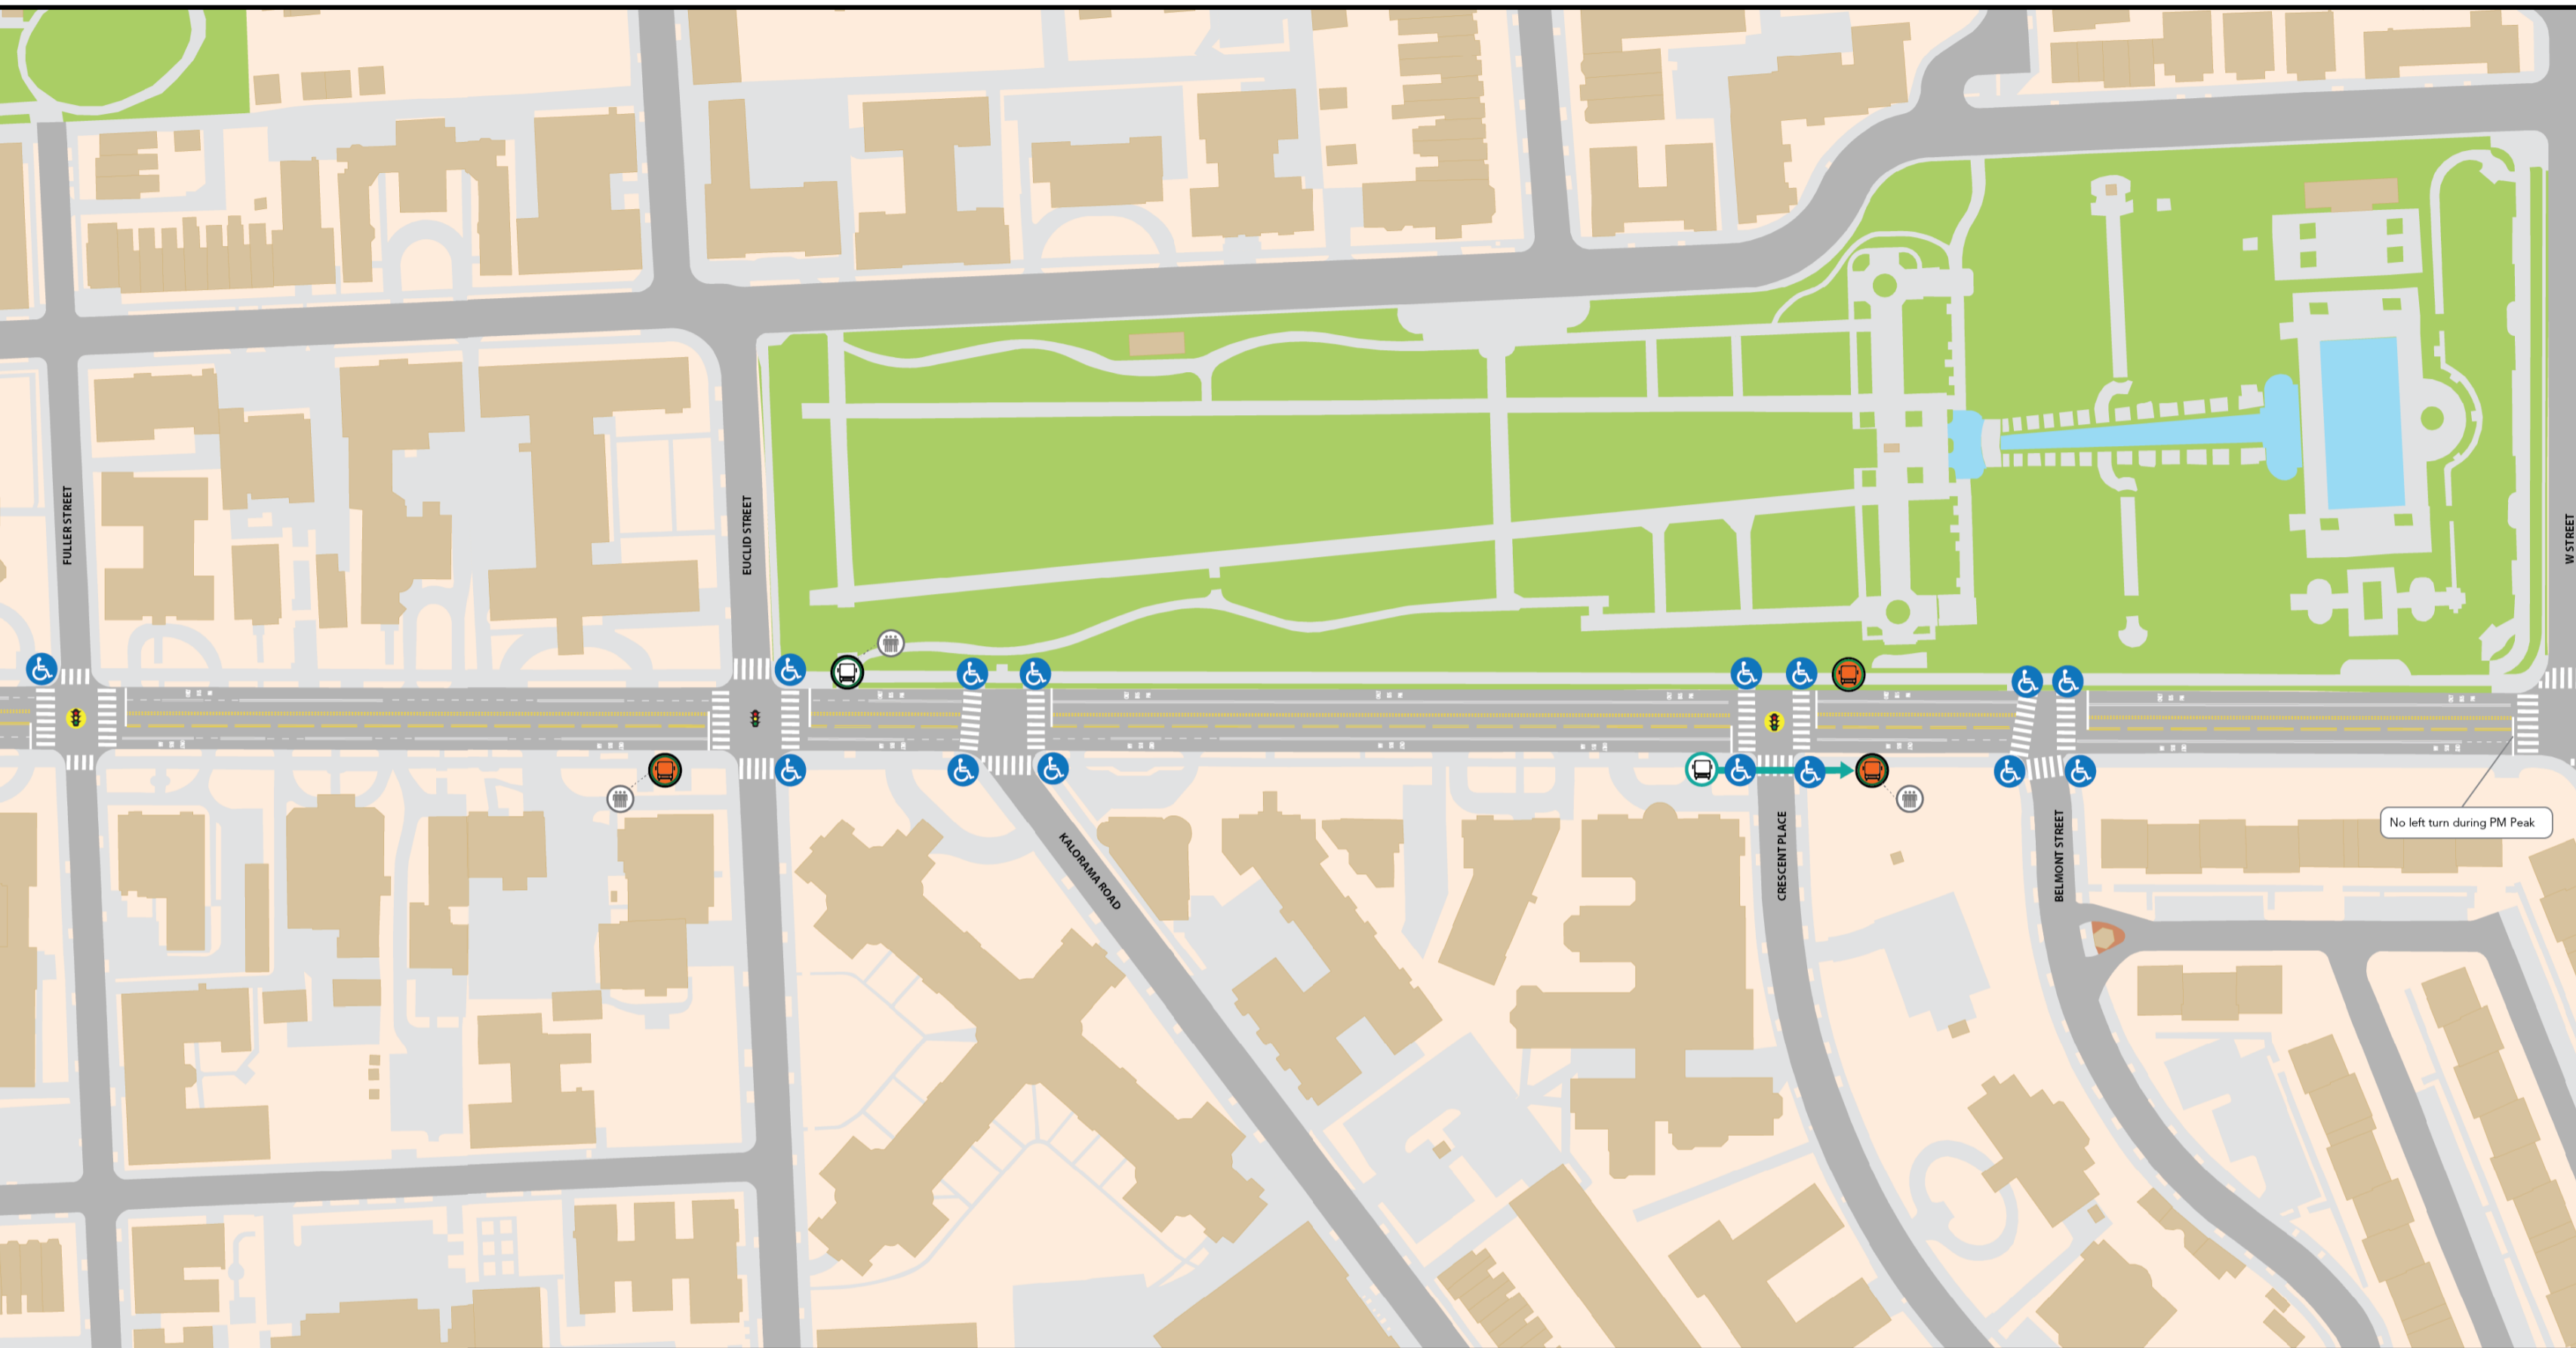 FULLER STREET
EUCLID STREET
W STREET
KALORAMA ROAD
CRESCENT PLACE
BELMONT STREET
No left turn during PM Peak